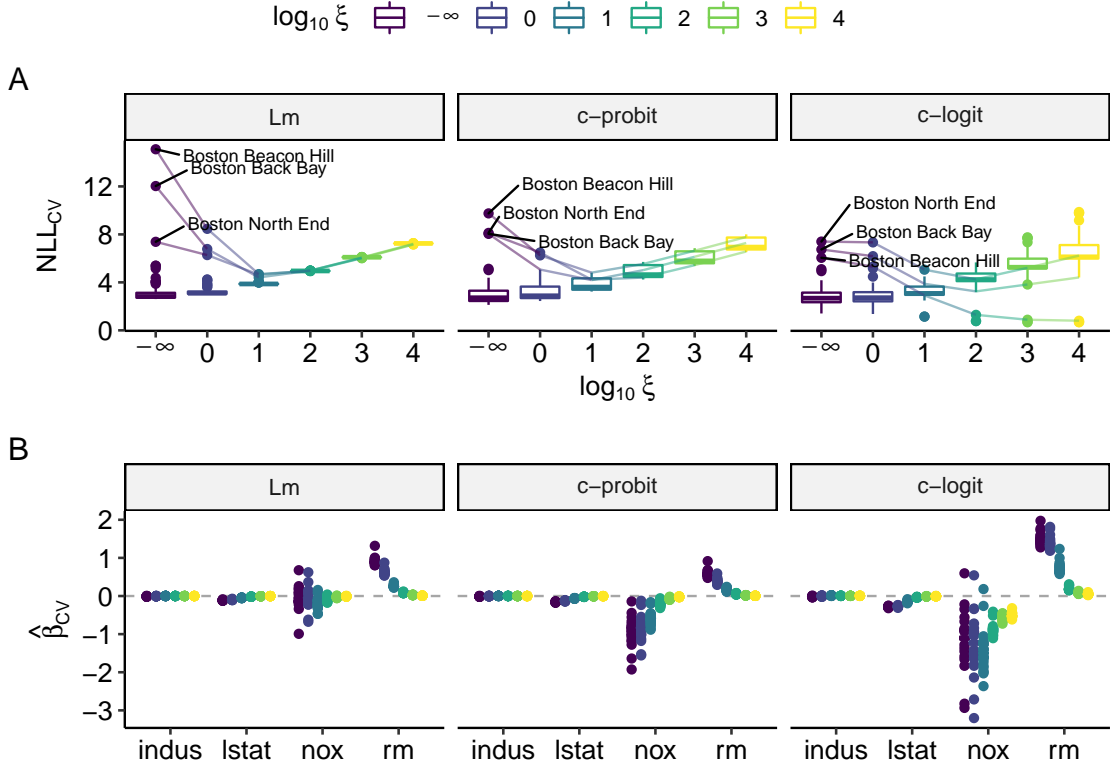 log₁₀ ξ −∞ 0 1 2 3 4
A
Lm c−probit c−logit
NLL_CV
12
8
4
0
Boston Beacon Hill
Boston Back Bay
Boston North End
Boston Beacon Hill
Boston North End
Boston Back Bay
Boston North End
Boston Back Bay
Boston Beacon Hill
−∞ 0 1 2 3 4 −∞ 0 1 2 3 4 −∞ 0 1 2 3 4
log₁₀ ξ
B
Lm c−probit c−logit
β̂_CV
2
1
0
−1
−2
−3
indus lstat nox rm indus lstat nox rm indus lstat nox rm